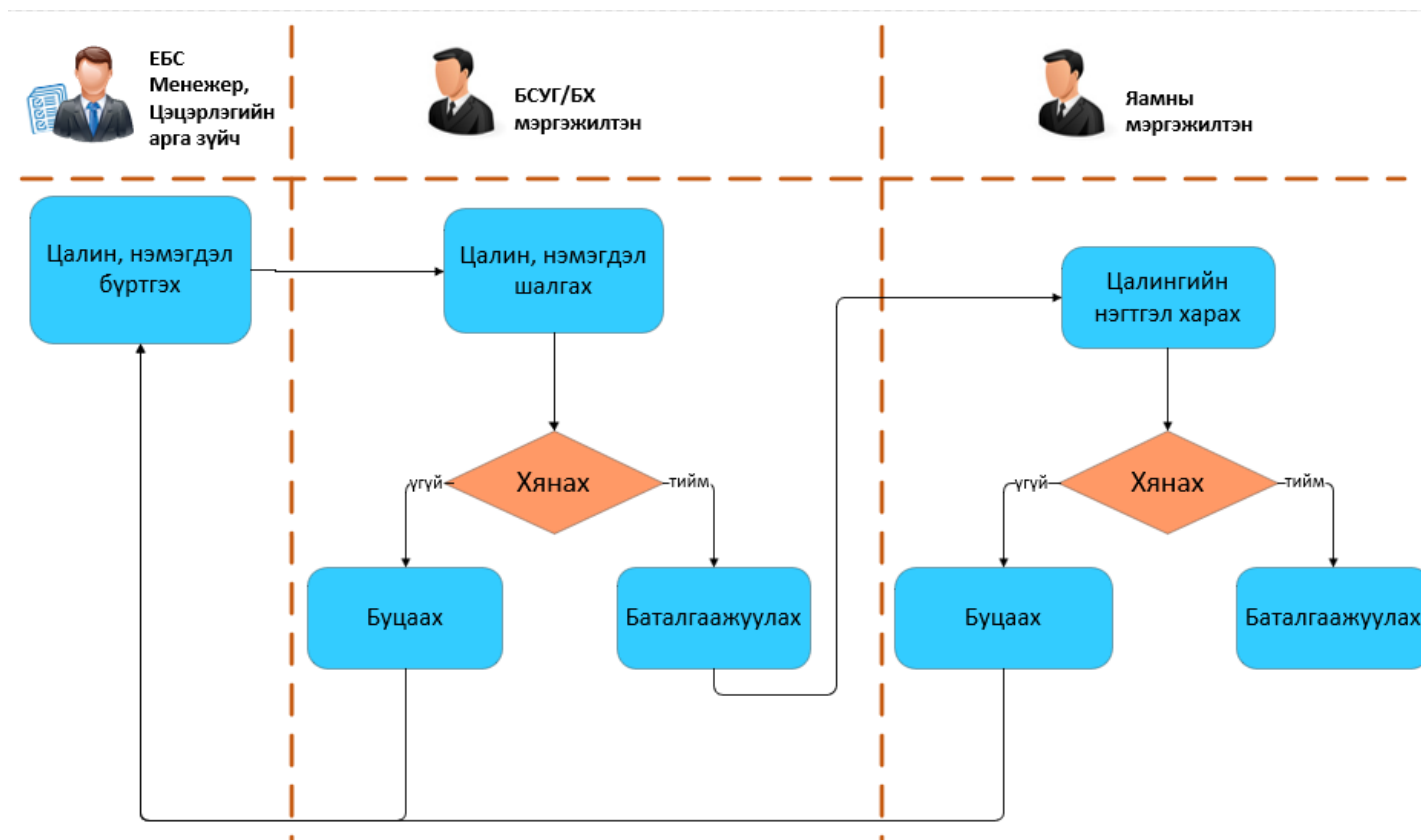 ЕБС
Менежер,
Цэцэрлэгийн
арга зүйч
БСУГ/БХ
мэргэжилтэн
Яамны
мэргэжилтэн
Цалин, нэмэгдэл
бүртгэх
Цалин, нэмэгдэл
шалгах
Цалингийн
нэгтгэл харах
үгүй
Хянах
тийм
үгүй
Хянах
тийм
Буцаах
Баталгаажуулах
Буцаах
Баталгаажуулах